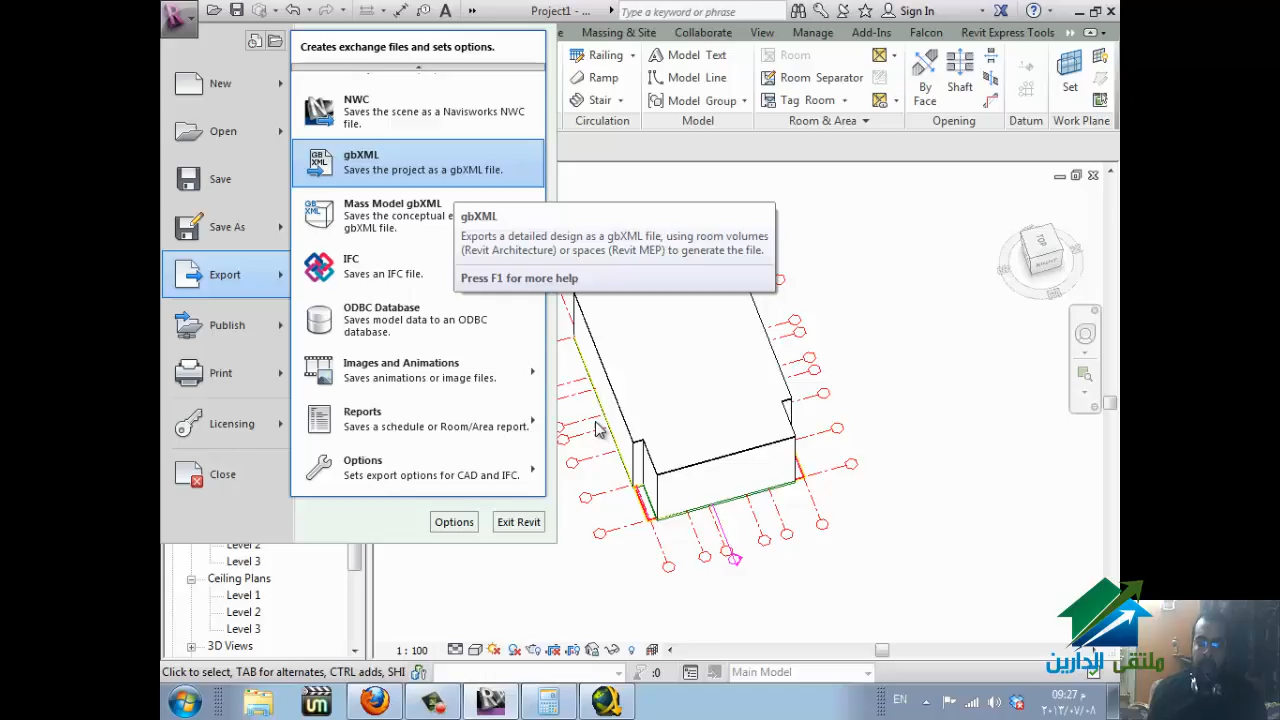 Project1 -
Type a keyword or phrase
Sign In
Creates exchange files and sets options.
Collaborate
View
Massing & Site
Manage
Add-Ins
Falcon
Revit Express Tools
Railing
Model Text
Room
Ramp
Model Line
Room Separator
Stair
Model Group
Tag Room
By Face
Shaft
Set
Circulation
Model
Room & Area
Opening
Datum
Work Plane
New
Open
Save
Save As
Export
Publish
Print
Licensing
Close
NWC
Saves the scene as a Navisworks NWC
file.
GB XML
gbXML
Saves the project as a gbXML file.
Mass Model gbXML
Saves the conceptual e
gbXML file.
IFC
Saves an IFC file.
ODBC Database
Saves model data to an ODBC
database.
Images and Animations
Saves animations or image files.
Reports
Saves a schedule or Room/Area report.
Options
Sets export options for CAD and IFC.
Options
Exit Revit
gbXML
Exports a detailed design as a gbXML file, using room volumes
(Revit Architecture) or spaces (Revit MEP) to generate the file.
Press F1 for more help
TOP
Level 2
Level 3
Ceiling Plans
Level 1
Level 2
Level 3
3D Views
1 : 100
Click to select, TAB for alternates, CTRL adds, SHI
:0
Main Model
ملتقى الدارين
EN
09:27 م
٢٠١٣/٠٧/٠٨